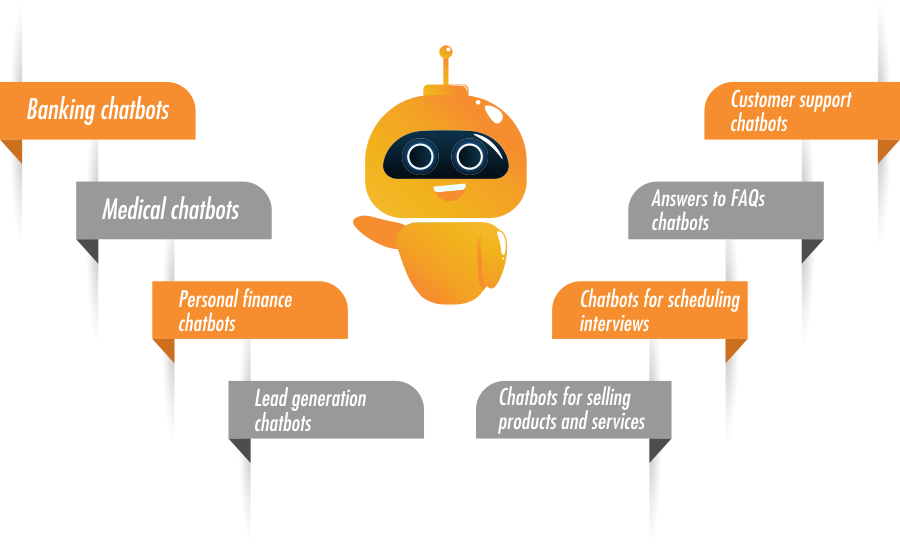 Banking chatbots
Medical chatbots
Personal finance
chatbots
Lead generation
chatbots
Customer support
chatbots
Answers to FAQs
chatbots
Chatbots for scheduling
interviews
Chatbots for selling
products and services